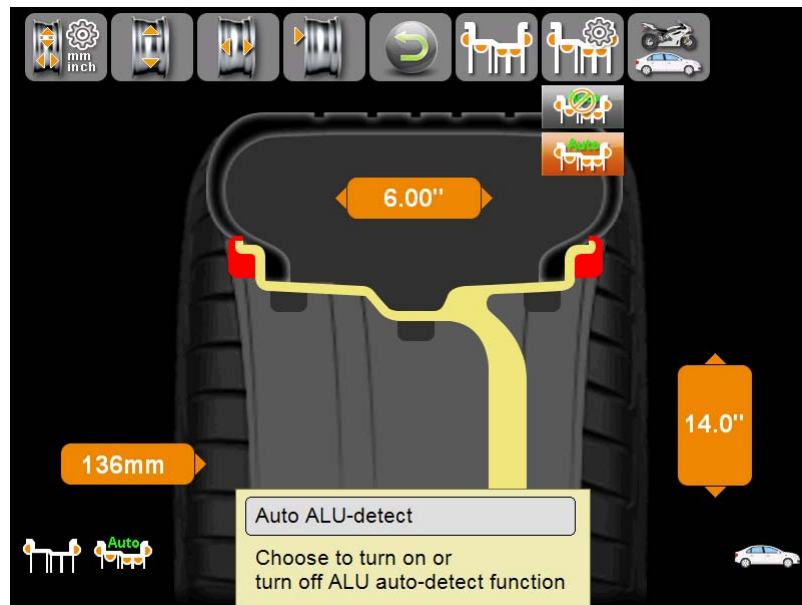 mm
inch
Auto
6.00''
14.0''
136mm
Auto ALU-detect
Choose to turn on or
turn off ALU auto-detect function
Auto